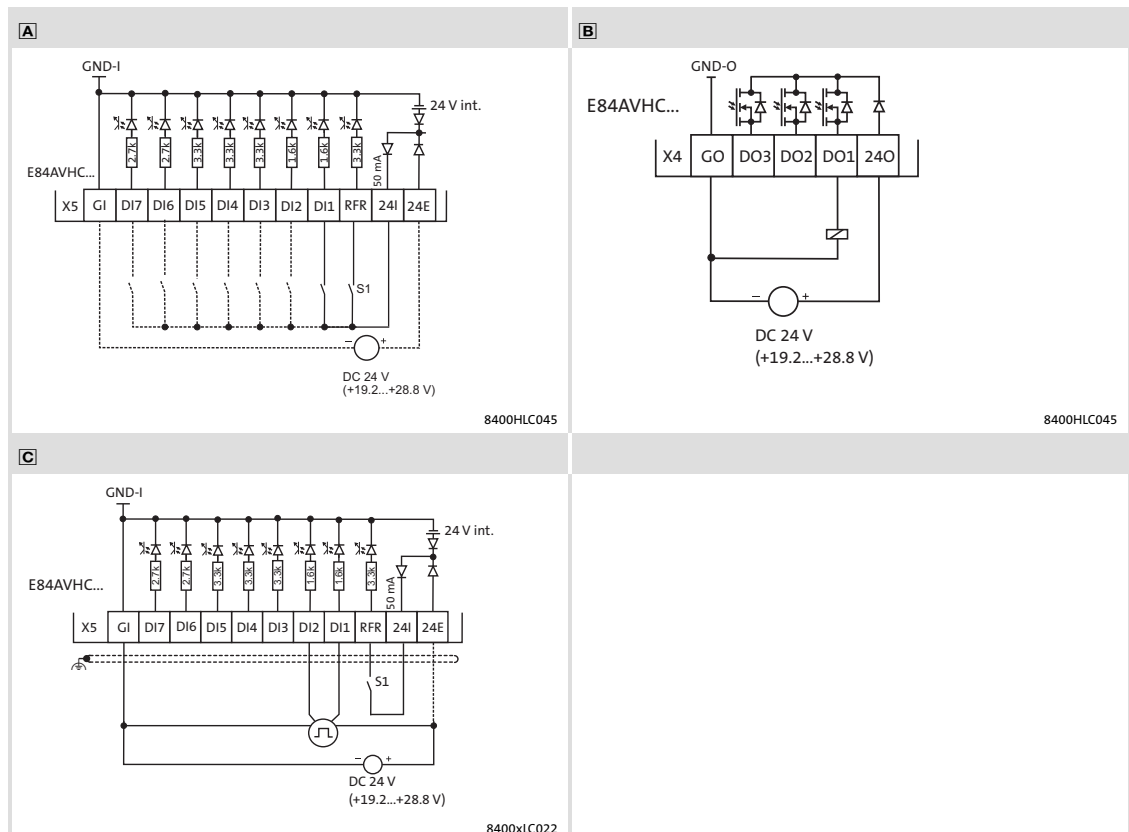 A
GND-I
24 V int.
2.7k 2.7k 3.3k 3.3k 3.3k 1.6k 1.6k 3.3k 50 mA
E84AVHC...
X5 GI DI7 DI6 DI5 DI4 DI3 DI2 DI1 RFR 24I 24E
S1
– +
DC 24 V
(+19.2...+28.8 V)
8400HLC045
B
GND-O
E84AVHC...
X4 GO DO3 DO2 DO1 24O
– +
DC 24 V
(+19.2...+28.8 V)
8400HLC045
C
GND-I
24 V int.
2.7k 2.7k 3.3k 3.3k 3.3k 1.6k 1.6k 3.3k 50 mA
E84AVHC...
X5 GI DI7 DI6 DI5 DI4 DI3 DI2 DI1 RFR 24I 24E
S1
– +
DC 24 V
(+19.2...+28.8 V)
8400xLC022